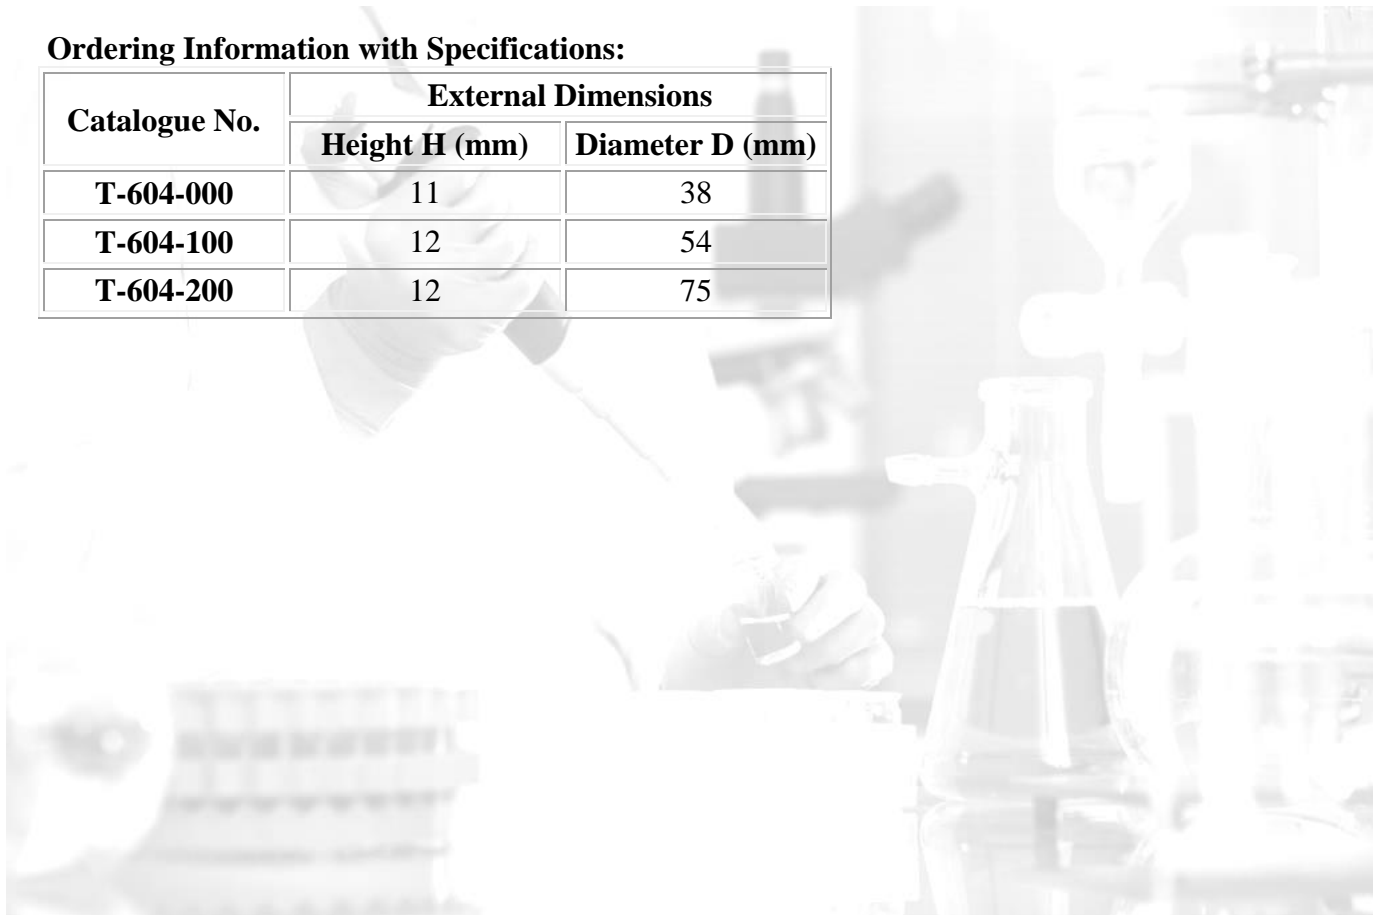 Ordering Information with Specifications:
Catalogue No.
External Dimensions
Height H (mm) Diameter D (mm)
T-604-000 11 38
T-604-100 12 54
T-604-200 12 75